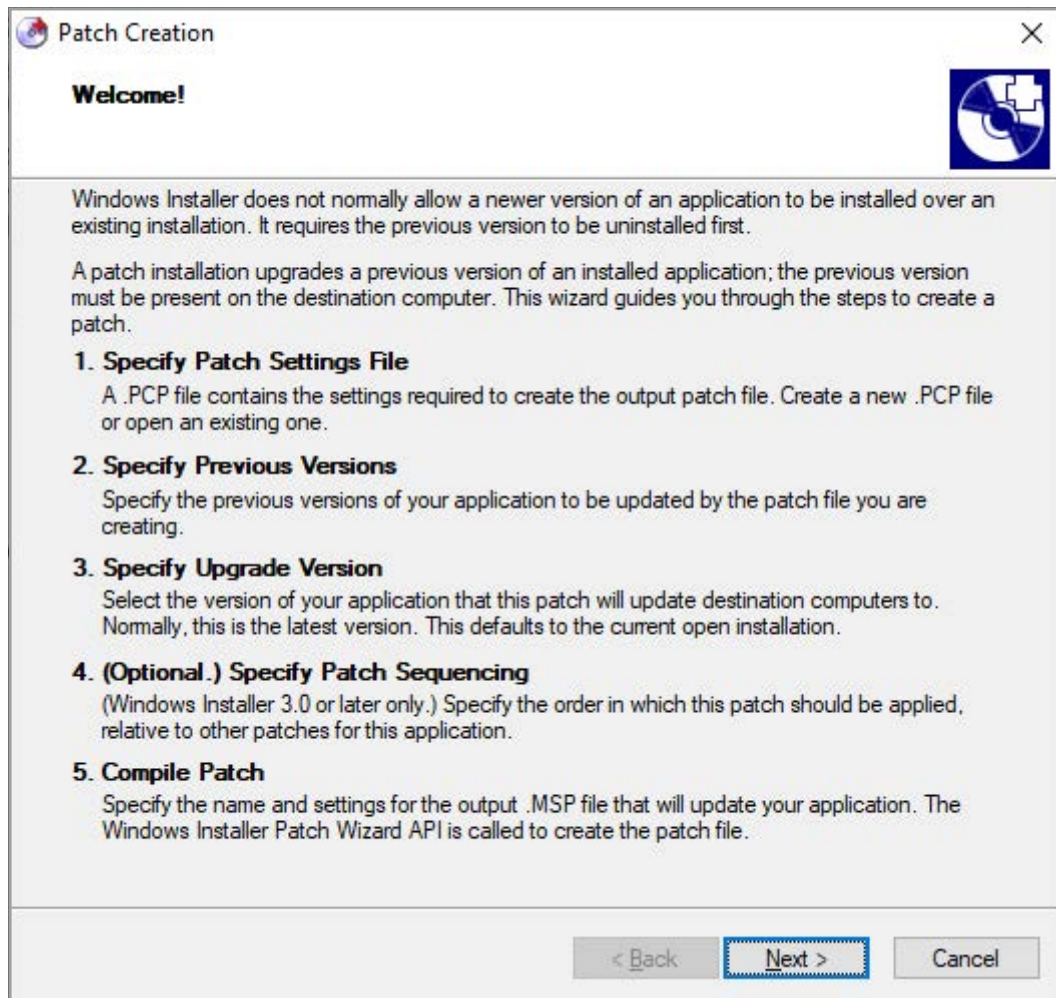 Patch Creation
Welcome!
Windows Installer does not normally allow a newer version of an application to be installed over an
existing installation. It requires the previous version to be uninstalled first.
A patch installation upgrades a previous version of an installed application; the previous version
must be present on the destination computer. This wizard guides you through the steps to create a
patch.
1. Specify Patch Settings File
A .PCP file contains the settings required to create the output patch file. Create a new .PCP file
or open an existing one.
2. Specify Previous Versions
Specify the previous versions of your application to be updated by the patch file you are
creating.
3. Specify Upgrade Version
Select the version of your application that this patch will update destination computers to.
Normally, this is the latest version. This defaults to the current open installation.
4. (Optional.) Specify Patch Sequencing
(Windows Installer 3.0 or later only.) Specify the order in which this patch should be applied,
relative to other patches for this application.
5. Compile Patch
Specify the name and settings for the output .MSP file that will update your application. The
Windows Installer Patch Wizard API is called to create the patch file.
< Back Next > Cancel